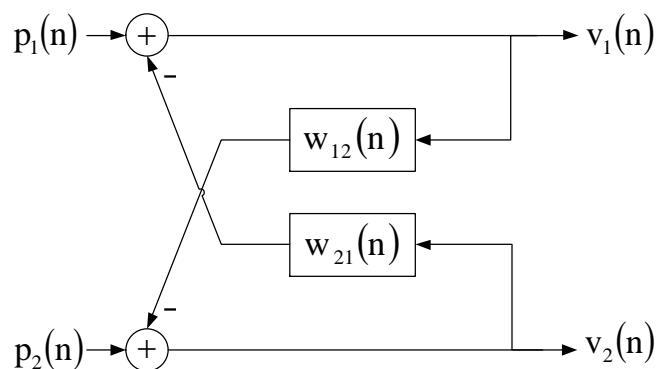 p₁(n) + v₁(n)
−
w₁₂(n)
w₂₁(n)
−
p₂(n) + v₂(n)